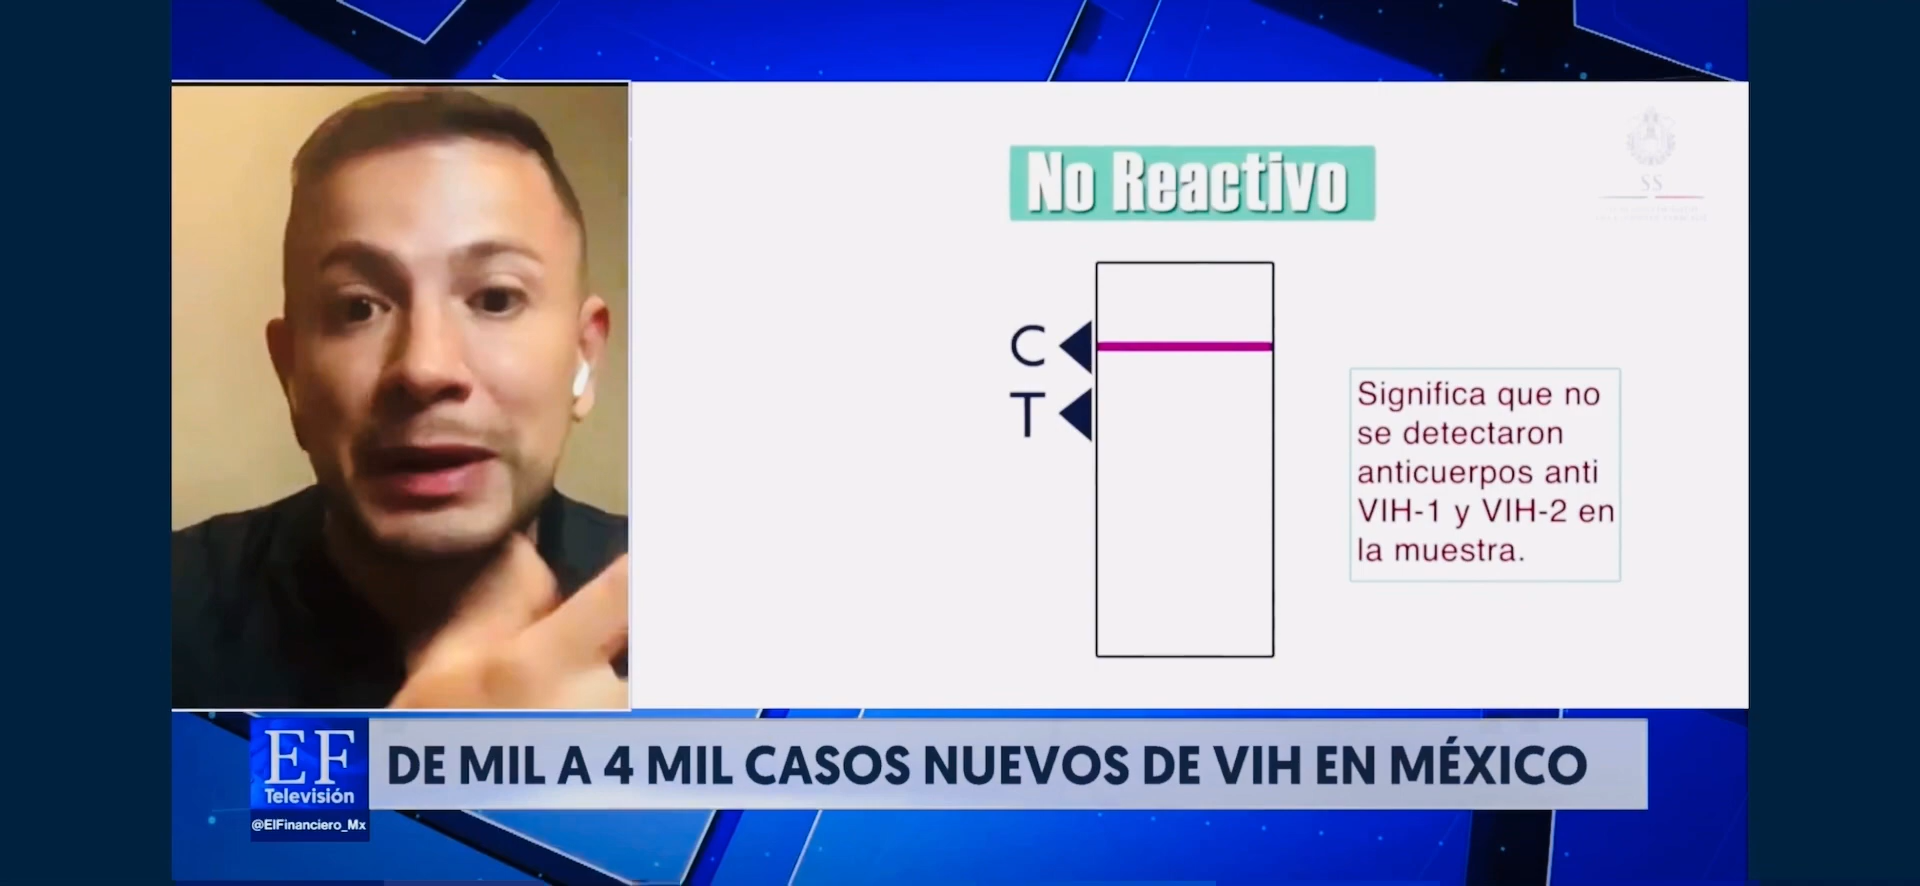 No Reactivo
SS
C
T
Significa que no
se detectaron
anticuerpos anti
VIH-1 y VIH-2 en
la muestra.
EF
Televisión
@ElFinanciero_Mx
DE MIL A 4 MIL CASOS NUEVOS DE VIH EN MÉXICO